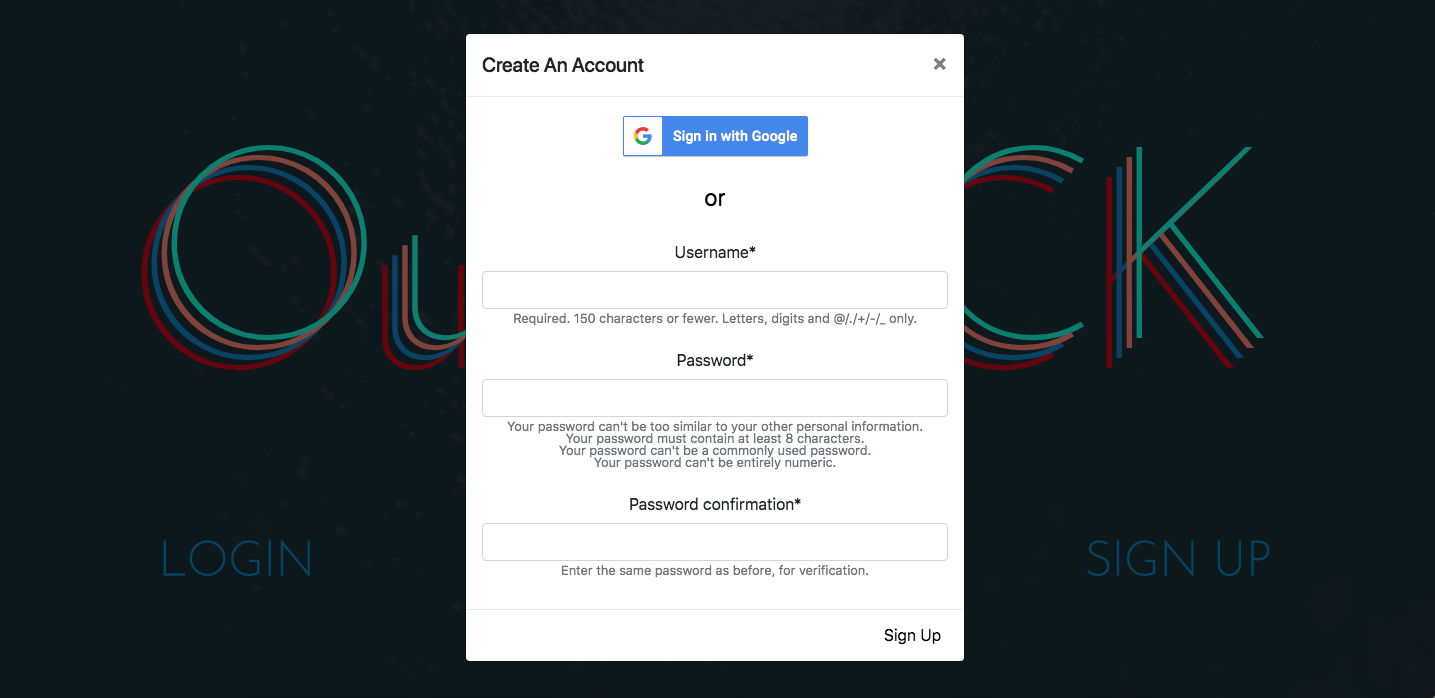 Create An Account ×
Sign in with Google
or
Username*
Required. 150 characters or fewer. Letters, digits and @/./+/-/_ only.
Password*
Your password can't be too similar to your other personal information.
Your password must contain at least 8 characters.
Your password can't be a commonly used password.
Your password can't be entirely numeric.
Password confirmation*
Enter the same password as before, for verification.
LOGIN
SIGN UP
Sign Up